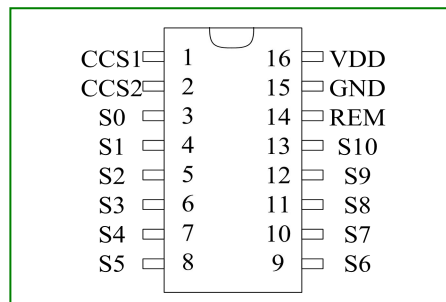 CCS1 1 16 VDD
CCS2 2 15 GND
S0 3 14 REM
S1 4 13 S10
S2 5 12 S9
S3 6 11 S8
S4 7 10 S7
S5 8 9 S6